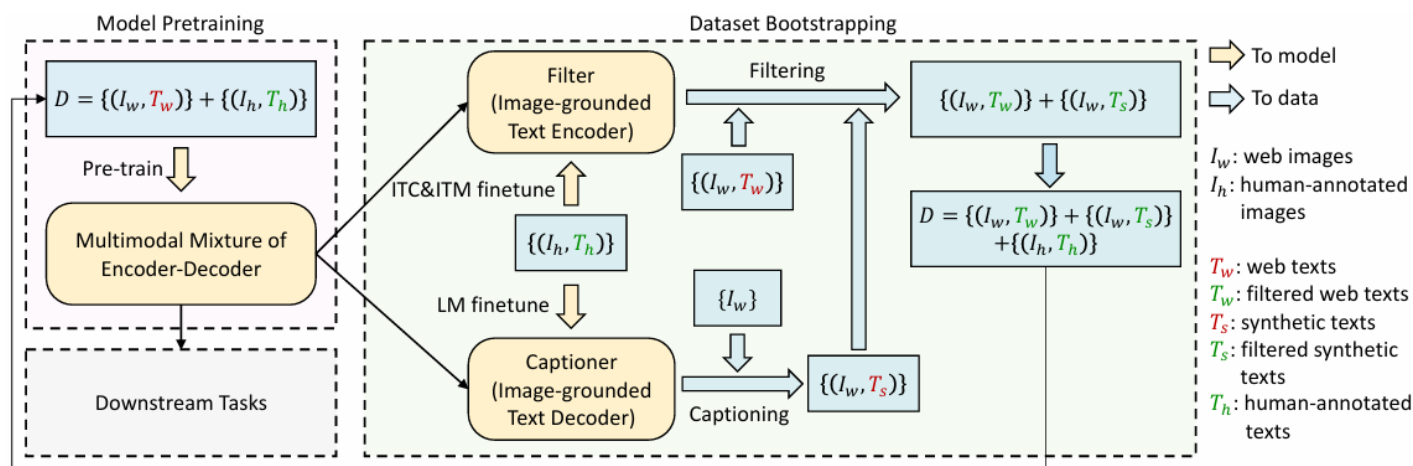 Model Pretraining
D = {(I_w, T_w)} + {(I_h, T_h)}
Pre-train
Multimodal Mixture of
Encoder-Decoder
Downstream Tasks
Dataset Bootstrapping
Filter
(Image-grounded
Text Encoder)
ITC&ITM finetune
{(I_h, T_h)}
LM finetune
Captioner
(Image-grounded
Text Decoder)
Filtering
{(I_w, T_w)}
{I_w}
Captioning
{(I_w, T_s)}
{(I_w, T_w)} + {(I_w, T_s)}
D = {(I_w, T_w)} + {(I_w, T_s)}
+{(I_h, T_h)}
To model
To data
I_w: web images
I_h: human-annotated
images
T_w: web texts
T_w: filtered web texts
T_s: synthetic texts
T_s: filtered synthetic
texts
T_h: human-annotated
texts